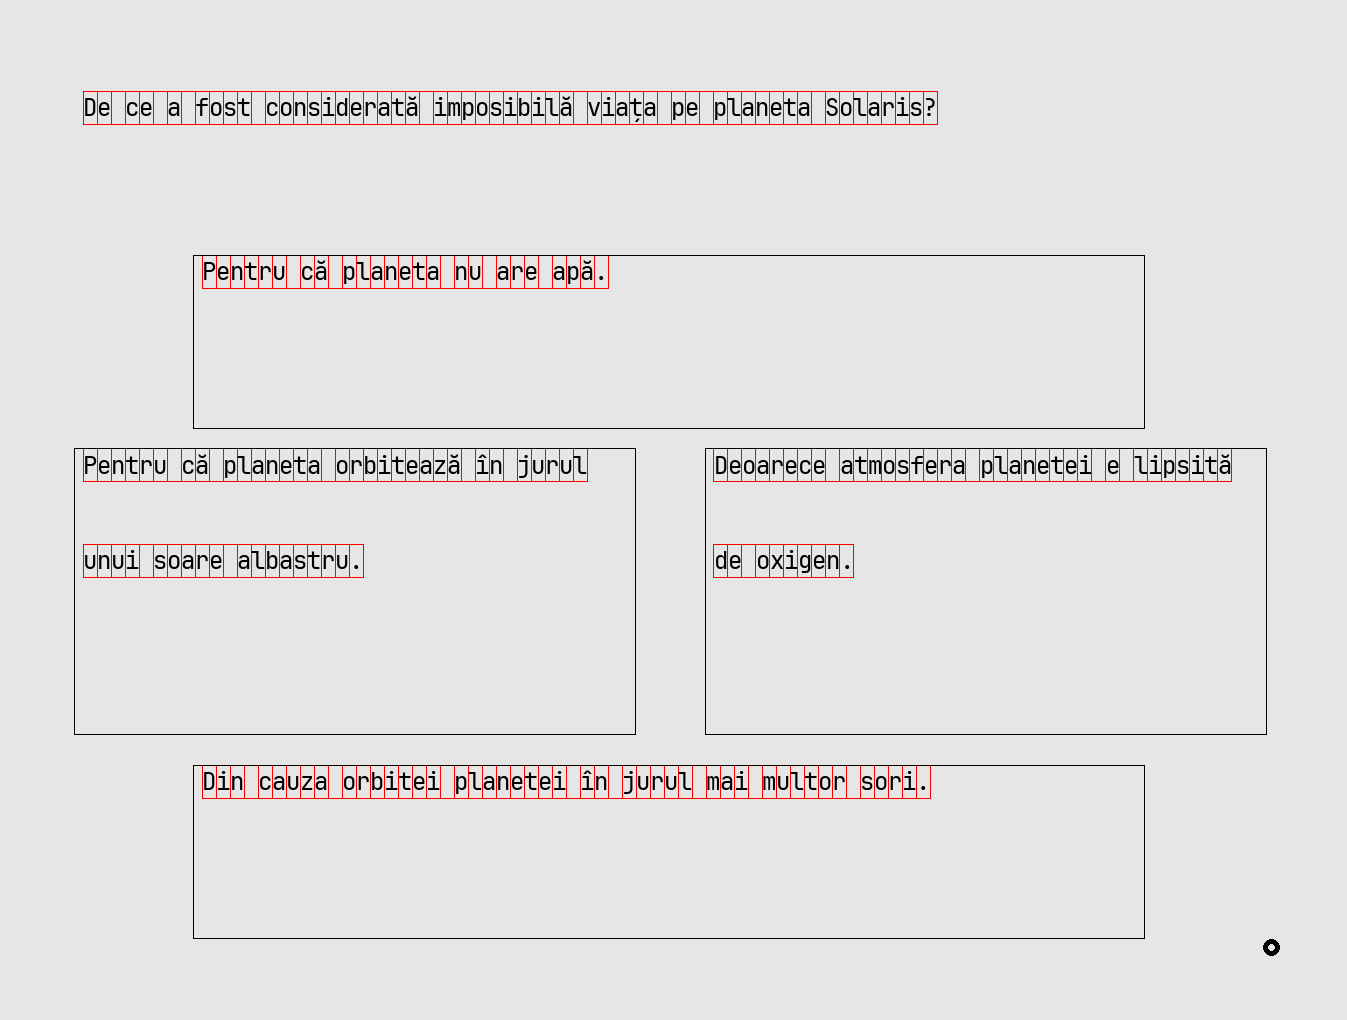 De ce a fost considerată imposibilă viața pe planeta Solaris?
Pentru că planeta nu are apă.
Pentru că planeta orbitează în jurul
unui soare albastru.
Deoarece atmosfera planetei e lipsită
de oxigen.
Din cauza orbitei planetei în jurul mai multor sori.